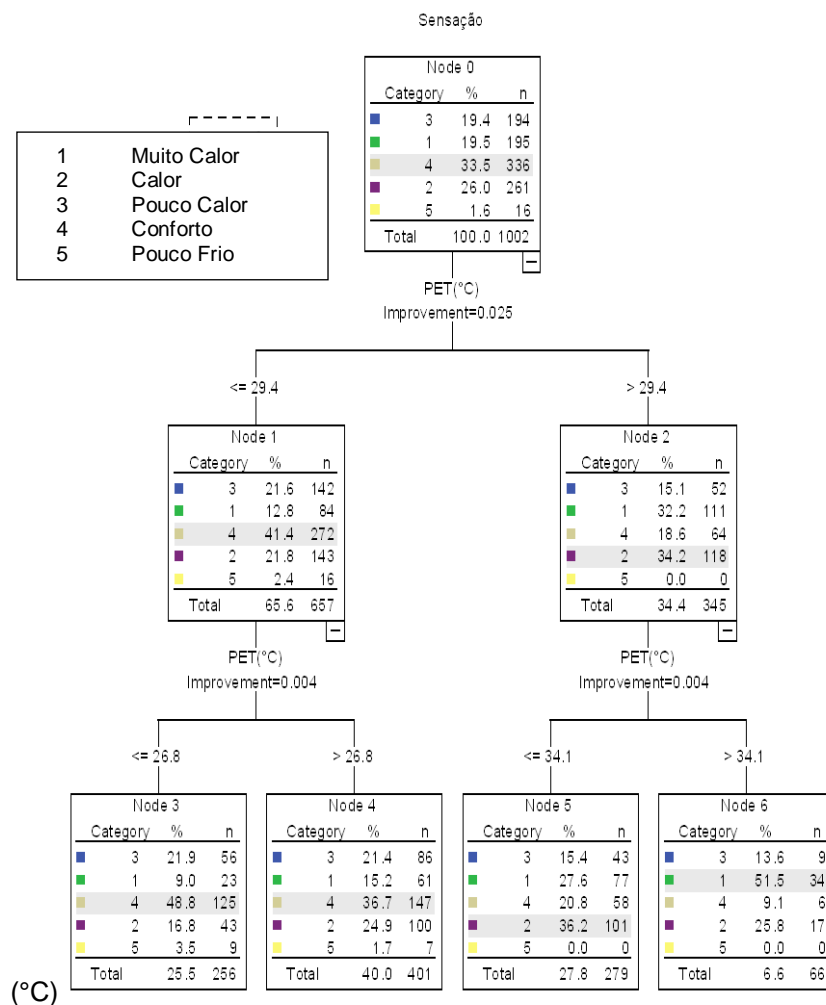 Sensação
Node 0
Category % n
3 19.4 194
1 19.5 195
4 33.5 336
2 26.0 261
5 1.6 16
Total 100.0 1002
1 Muito Calor
2 Calor
3 Pouco Calor
4 Conforto
5 Pouco Frio
PET(°C)
Improvement=0.025
<= 29.4
> 29.4
Node 1
Category % n
3 21.6 142
1 12.8 84
4 41.4 272
2 21.8 143
5 2.4 16
Total 65.6 657
Node 2
Category % n
3 15.1 52
1 32.2 111
4 18.6 64
2 34.2 118
5 0.0 0
Total 34.4 345
PET(°C)
Improvement=0.004
PET(°C)
Improvement=0.004
<= 26.8
> 26.8
<= 34.1
> 34.1
Node 3
Category % n
3 21.9 56
1 9.0 23
4 48.8 125
2 16.8 43
5 3.5 9
Total 25.5 256
Node 4
Category % n
3 21.4 86
1 15.2 61
4 36.7 147
2 24.9 100
5 1.7 7
Total 40.0 401
Node 5
Category % n
3 15.4 43
1 27.6 77
4 20.8 58
2 36.2 101
5 0.0 0
Total 27.8 279
Node 6
Category % n
3 13.6 9
1 51.5 34
4 9.1 6
2 25.8 17
5 0.0 0
Total 6.6 66
(°C)